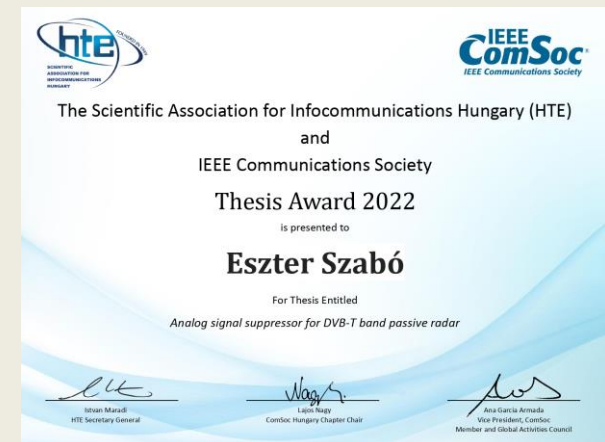 hte
FOUNDED IN 1949
SCIENTIFIC
ASSOCIATION FOR
INFOCOMMUNICATIONS
HUNGARY
IEEE
ComSoc
IEEE Communications Society
The Scientific Association for Infocommunications Hungary (HTE)
and
IEEE Communications Society
Thesis Award 2022
is presented to
Eszter Szabó
For Thesis Entitled
Analog signal suppressor for DVB-T band passive radar
Istvan Maradi
HTE Secretary General
Lajos Nagy
ComSoc Hungary Chapter Chair
Ana Garcia Armada
Vice President, ComSoc
Member and Global Activities Council